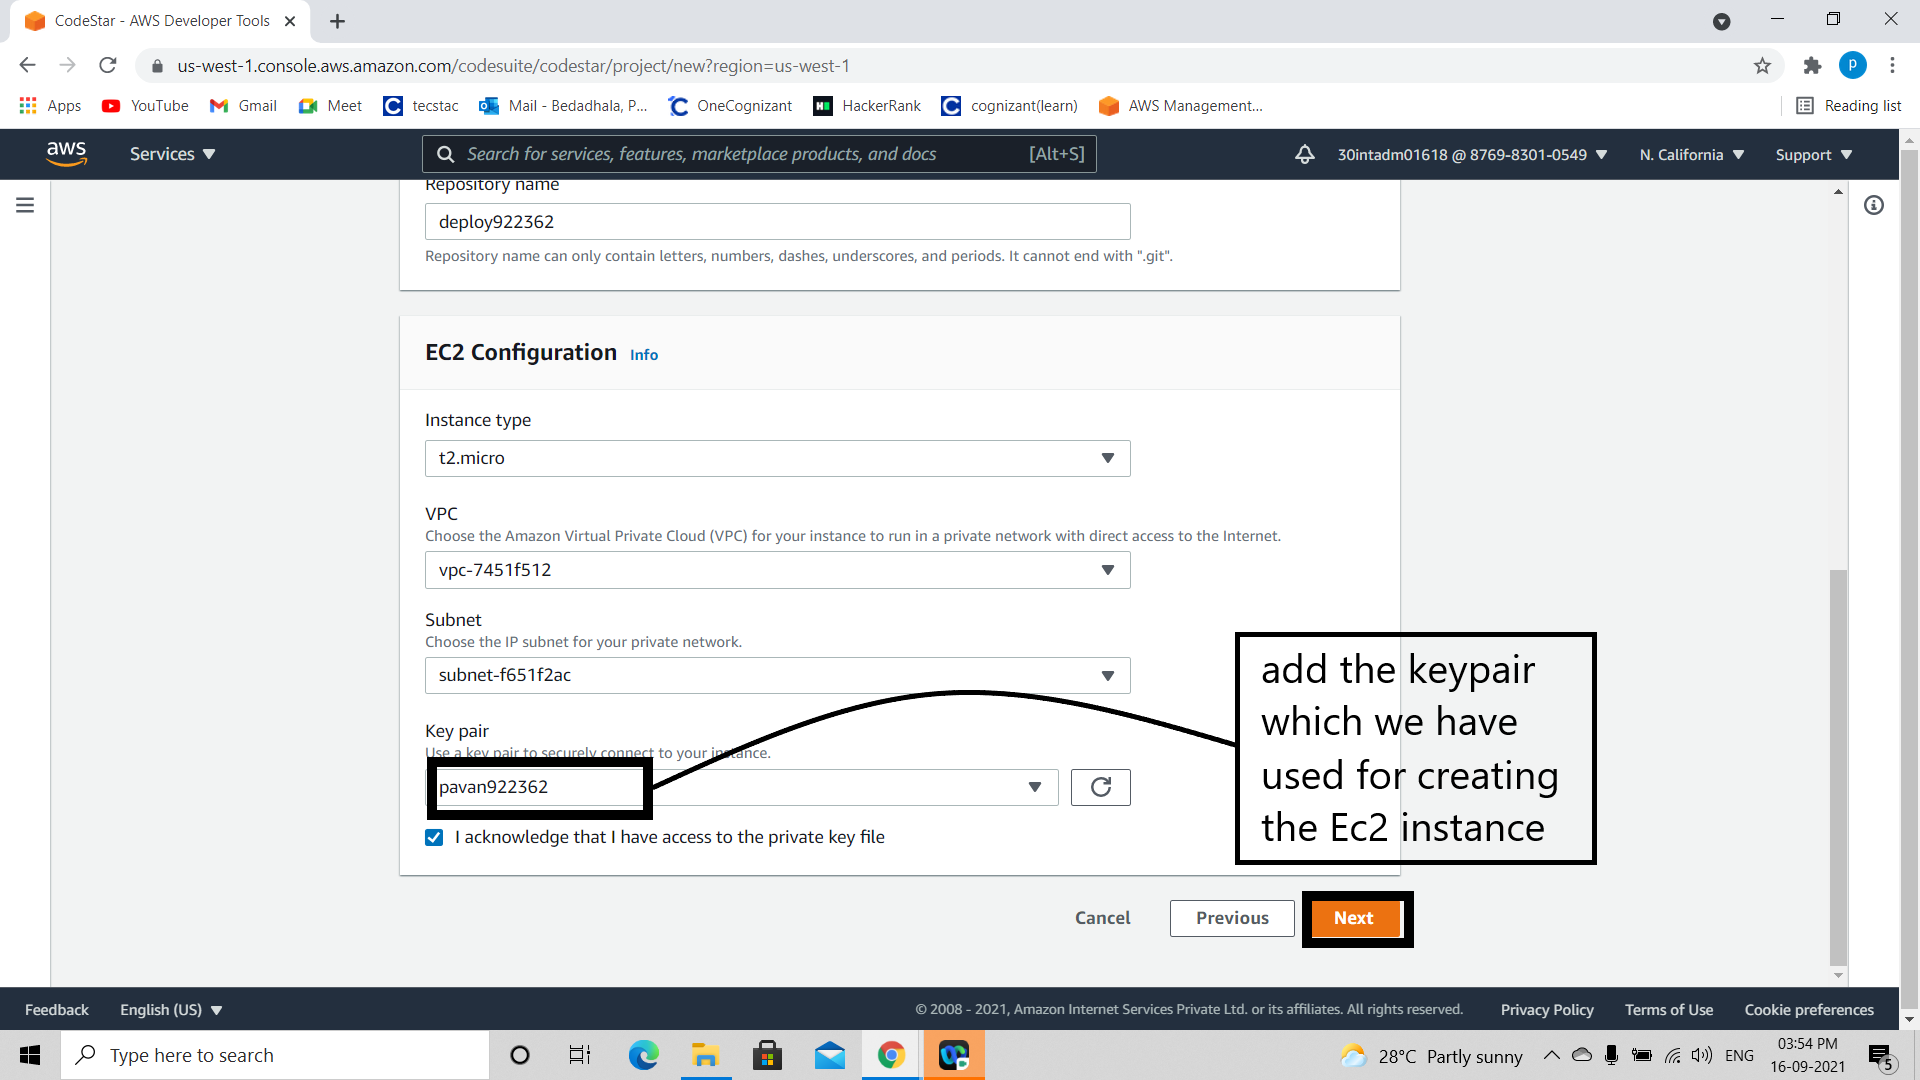 CodeStar - AWS Developer Tools
us-west-1.console.aws.amazon.com/codesuite/codestar/project/new?region=us-west-1
P
Apps YouTube Gmail Meet tecstac Mail - Bedadhala, P... OneCognizant HackerRank cognizant(learn) AWS Management... Reading list
aws Services Search for services, features, marketplace products, and docs [Alt+S] 30intadm01618 @ 8769-8301-0549 N. California Support
Repository name
deploy922362
Repository name can only contain letters, numbers, dashes, underscores, and periods. It cannot end with ".git".
EC2 Configuration Info
Instance type
t2.micro
VPC
Choose the Amazon Virtual Private Cloud (VPC) for your instance to run in a private network with direct access to the Internet.
vpc-7451f512
Subnet
Choose the IP subnet for your private network.
subnet-f651f2ac
Key pair
Use a key pair to securely connect to your instance.
pavan922362
I acknowledge that I have access to the private key file
add the keypair
which we have
used for creating
the Ec2 instance
Cancel Previous Next
Feedback English (US) © 2008 - 2021, Amazon Internet Services Private Ltd. or its affiliates. All rights reserved. Privacy Policy Terms of Use Cookie preferences
Type here to search 28°C Partly sunny ENG 03:54 PM
16-09-2021 5